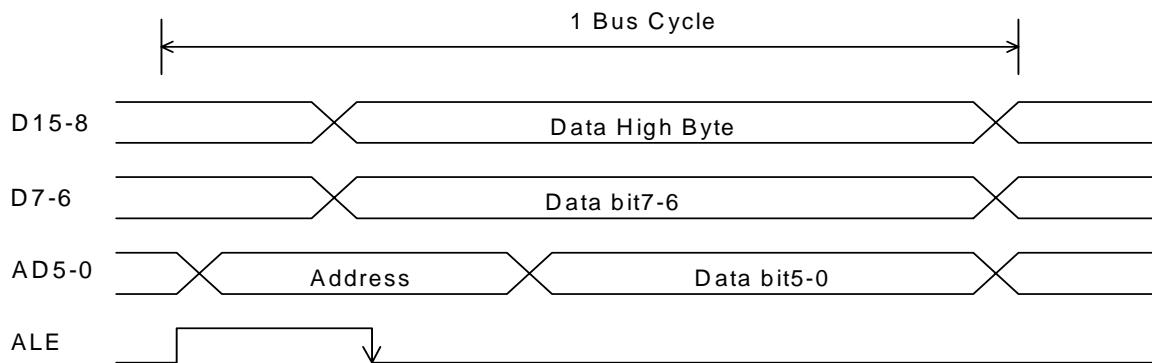 1 Bus Cycle
D15-8
Data High Byte
D7-6
Data bit7-6
AD5-0
Address
Data bit5-0
ALE